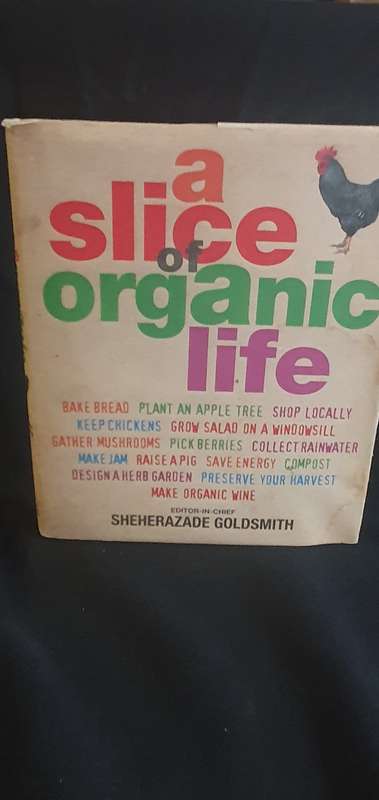 a
slice
of
organic
life
BAKE BREAD PLANT AN APPLE TREE SHOP LOCALLY
KEEP CHICKENS GROW SALAD ON A WINDOWSILL
GATHER MUSHROOMS PICK BERRIES COLLECT RAINWATER
MAKE JAM RAISE A PIG SAVE ENERGY COMPOST
DESIGN A HERB GARDEN PRESERVE YOUR HARVEST
MAKE ORGANIC WINE
EDITOR-IN-CHIEF
SHEHERAZADE GOLDSMITH